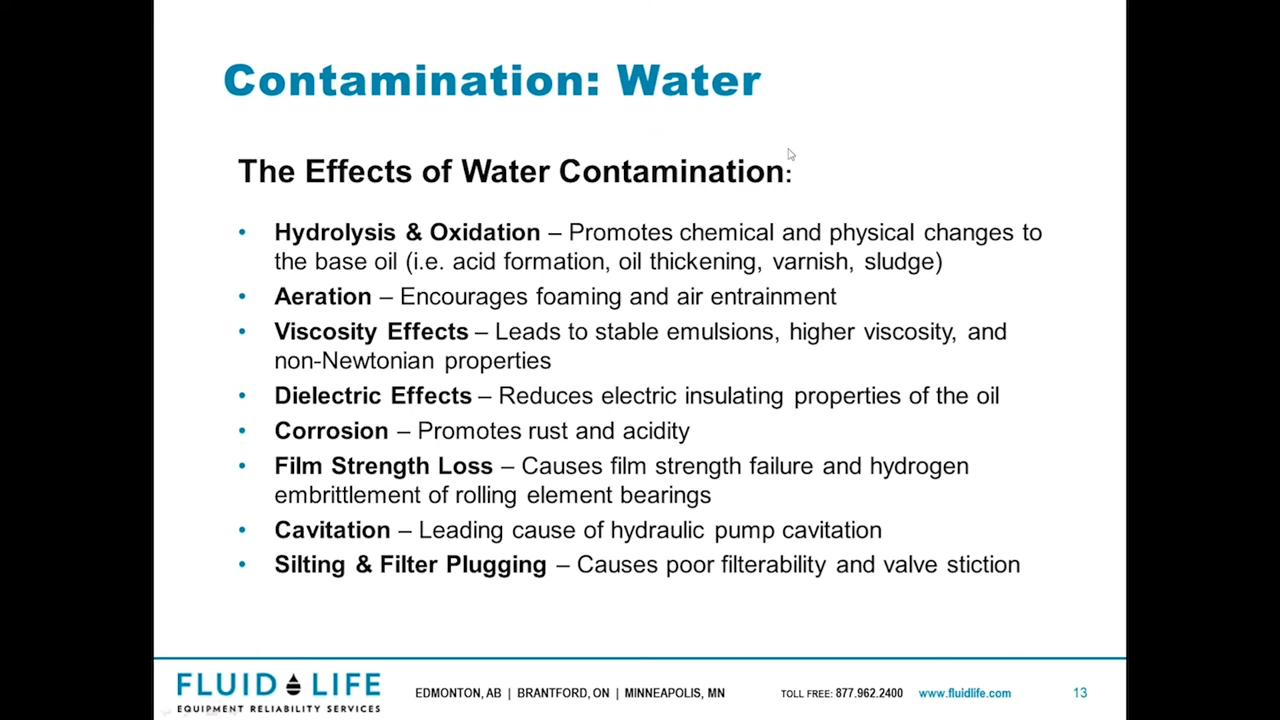 Contamination: Water
The Effects of Water Contamination:
• Hydrolysis & Oxidation – Promotes chemical and physical changes to
the base oil (i.e. acid formation, oil thickening, varnish, sludge)
• Aeration – Encourages foaming and air entrainment
• Viscosity Effects – Leads to stable emulsions, higher viscosity, and
non-Newtonian properties
• Dielectric Effects – Reduces electric insulating properties of the oil
• Corrosion – Promotes rust and acidity
• Film Strength Loss – Causes film strength failure and hydrogen
embrittlement of rolling element bearings
• Cavitation – Leading cause of hydraulic pump cavitation
• Silting & Filter Plugging – Causes poor filterability and valve stiction
FLUID LIFE
EQUIPMENT RELIABILITY SERVICES
EDMONTON, AB | BRANTFORD, ON | MINNEAPOLIS, MN
TOLL FREE: 877.962.2400
www.fluidlife.com
13